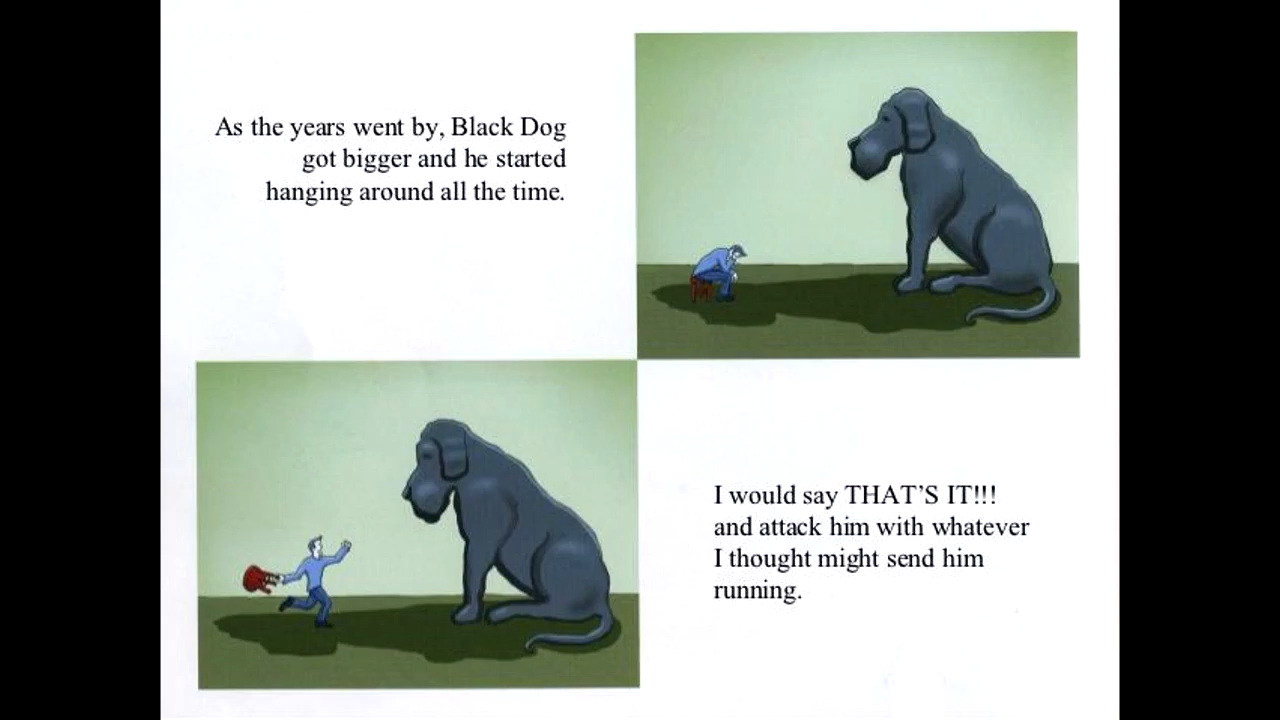 As the years went by, Black Dog
got bigger and he started
hanging around all the time.
I would say THAT'S IT!!!
and attack him with whatever
I thought might send him
running.